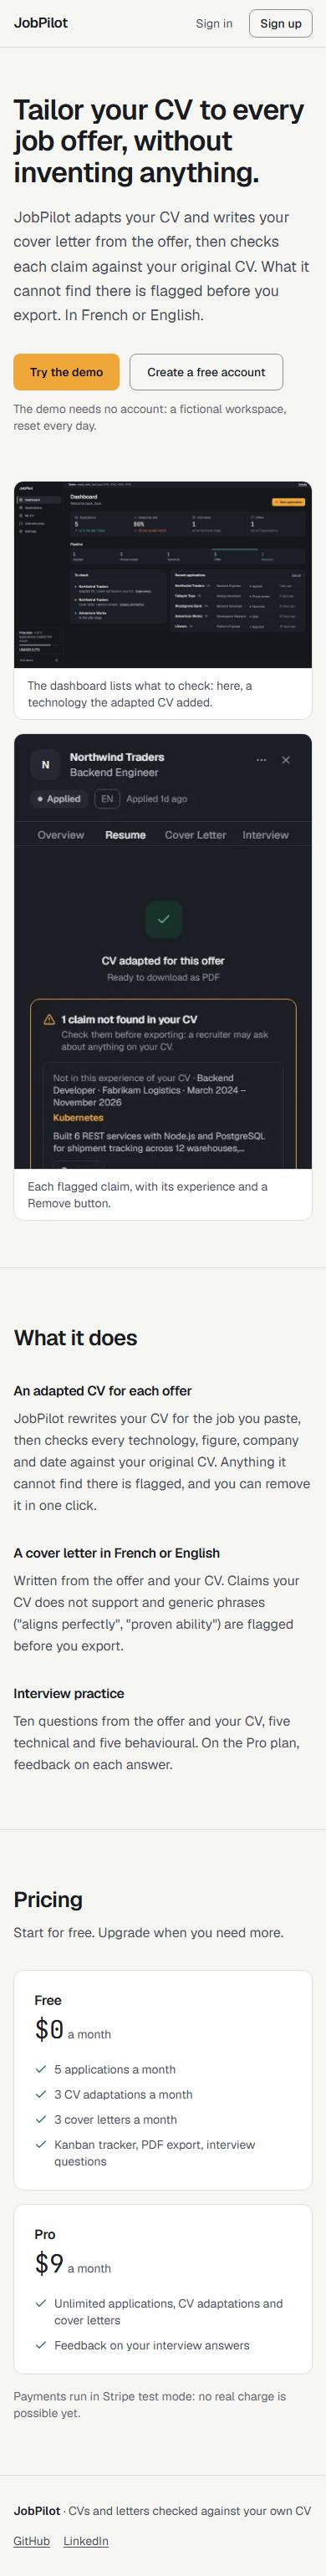 JobPilot
Sign in
Sign up
Tailor your CV to every
job offer, without
inventing anything.
JobPilot adapts your CV and writes your
cover letter from the offer, then checks
each claim against your original CV. What it
cannot find there is flagged before you
export. In French or English.
Try the demo
Create a free account
The demo needs no account: a fictional workspace,
reset every day.
JobPilot
Dashboard
Dashboard
Pipeline
To check
Recent applications
The dashboard lists what to check: here, a
technology the adapted CV added.
N
Northwind Traders
Backend Engineer
Applied
EN
Applied 1d ago
Overview
Resume
Cover Letter
Interview
CV adapted for this offer
Ready to download as PDF
1 claim not found in your CV
Check them before exporting: a recruiter may ask
about anything on your CV.
Not in this experience of your CV · Backend
Developer · Fabrikam Logistics · March 2024 –
November 2026
Kubernetes
Built 6 REST services with Node.js and PostgreSQL
for shipment tracking across 12 warehouses,...
Each flagged claim, with its experience and a
Remove button.
What it does
An adapted CV for each offer
JobPilot rewrites your CV for the job you paste,
then checks every technology, figure, company
and date against your original CV. Anything it
cannot find there is flagged, and you can remove
it in one click.
A cover letter in French or English
Written from the offer and your CV. Claims your
CV does not support and generic phrases
("aligns perfectly", "proven ability") are flagged
before you export.
Interview practice
Ten questions from the offer and your CV, five
technical and five behavioural. On the Pro plan,
feedback on each answer.
Pricing
Start for free. Upgrade when you need more.
Free
$0 a month
5 applications a month
3 CV adaptations a month
3 cover letters a month
Kanban tracker, PDF export, interview
questions
Pro
$9 a month
Unlimited applications, CV adaptations and
cover letters
Feedback on your interview answers
Payments run in Stripe test mode: no real charge is
possible yet.
JobPilot · CVs and letters checked against your own CV
GitHub
LinkedIn